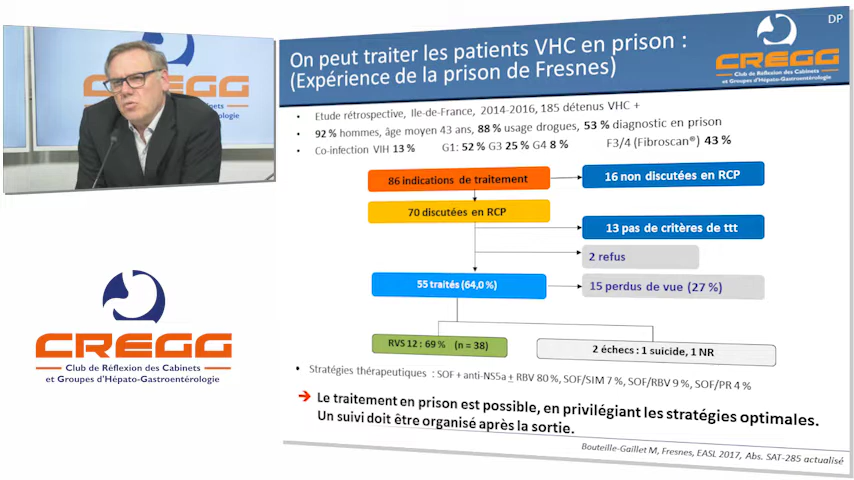 CREGG
On peut traiter les patients VHC en prison :
(Expérience de la prison de Fresnes)
DP
CREGG
Club de Réflexion des Cabinets
et Groupes d'Hépato-Gastroentérologie
• Etude rétrospective, Ile-de-France, 2014-2016, 185 détenus VHC +
• 92 % hommes, âge moyen 43 ans, 88 % usage drogues, 53 % diagnostic en prison
Co-infection VIH 13 % G1: 52 % G3 25 % G4 8 % F3/4 (Fibroscan®) 43 %
86 indications de traitement
16 non discutées en RCP
70 discutées en RCP
13 pas de critères de ttt
2 refus
55 traités (64,0 %)
15 perdus de vue (27 %)
RVS 12 : 69 % (n = 38)
2 échecs : 1 suicide, 1 NR
• Stratégies thérapeutiques : SOF + anti-NS5a ± RBV 80 %, SOF/SIM 7 %, SOF/RBV 9 %, SOF/PR 4 %
➔ Le traitement en prison est possible, en privilégiant les stratégies optimales.
Un suivi doit être organisé après la sortie.
Bouteille-Gaillet M, Fresnes, EASL 2017, Abs. SAT-285 actualisé
CREGG
Club de Réflexion des Cabinets
et Groupes d'Hépato-Gastroentérologie